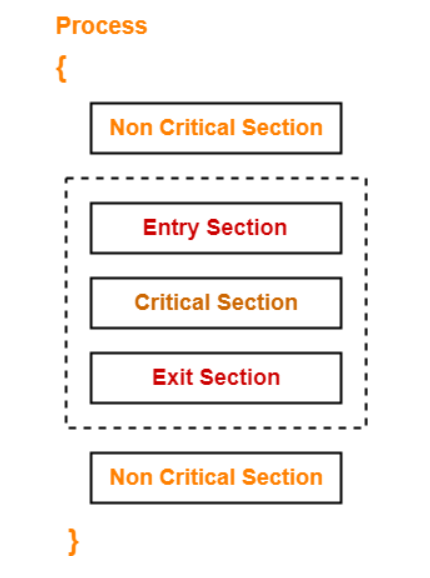 Process
{
Non Critical Section
Entry Section
Critical Section
Exit Section
Non Critical Section
}